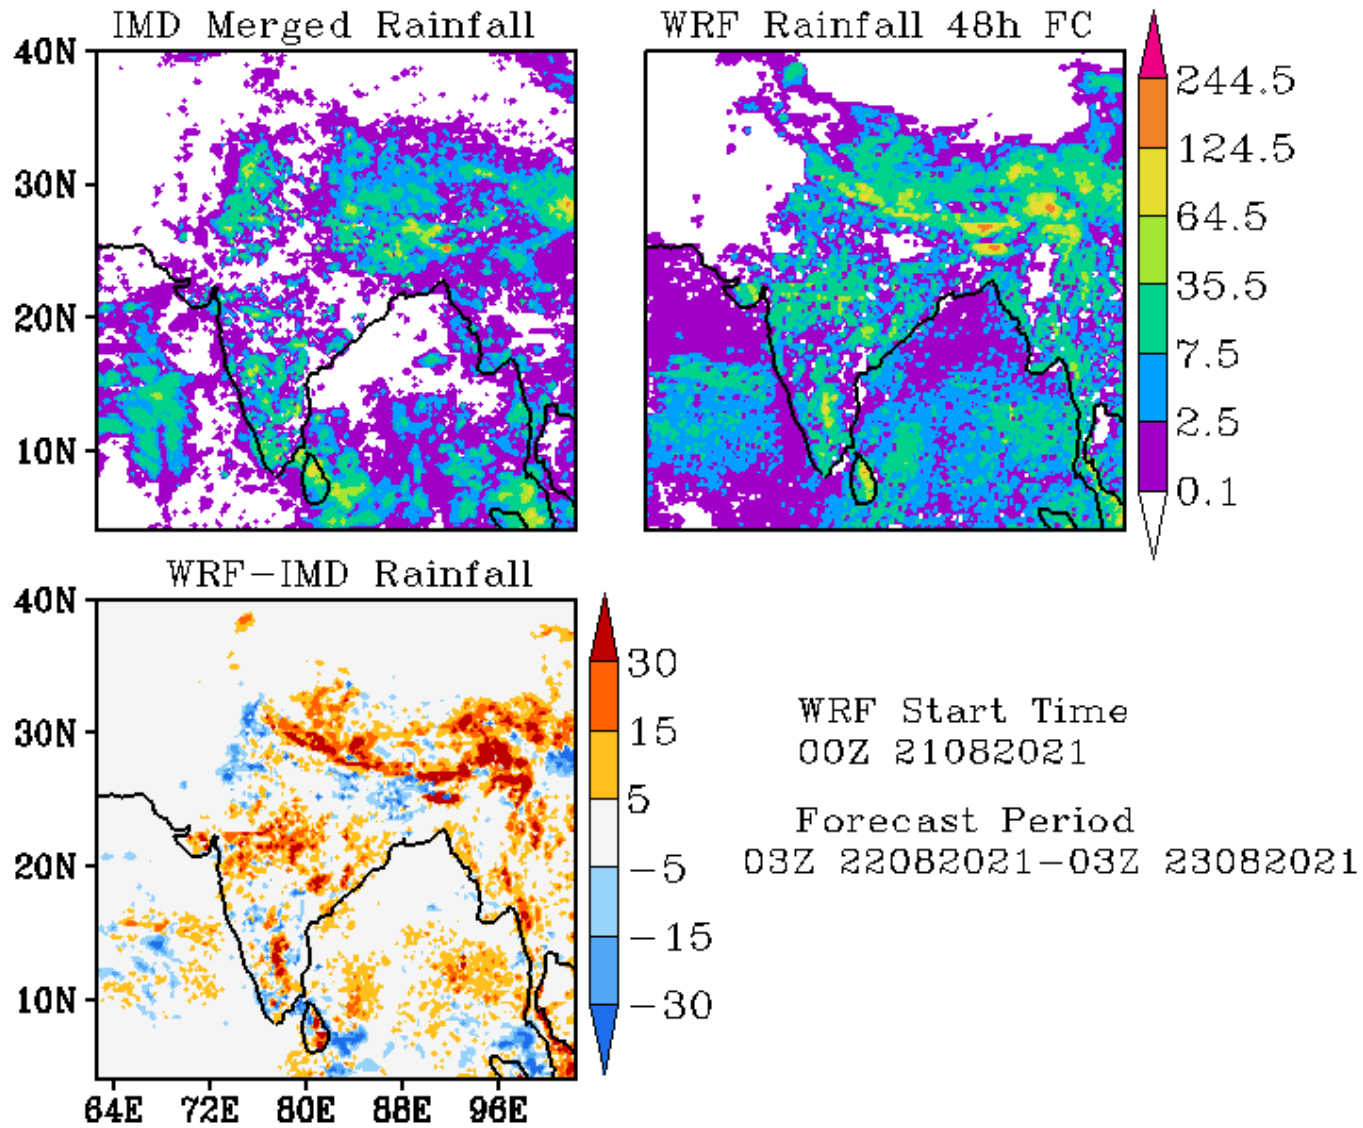 IMD Merged Rainfall
WRF Rainfall 48h FC
40N
30N
20N
10N
244.5
124.5
64.5
35.5
7.5
2.5
0.1
WRF-IMD Rainfall
40N
30N
20N
10N
64E 72E 80E 88E 96E
30
15
5
-5
-15
-30
WRF Start Time
00Z 21082021
Forecast Period
03Z 22082021-03Z 23082021